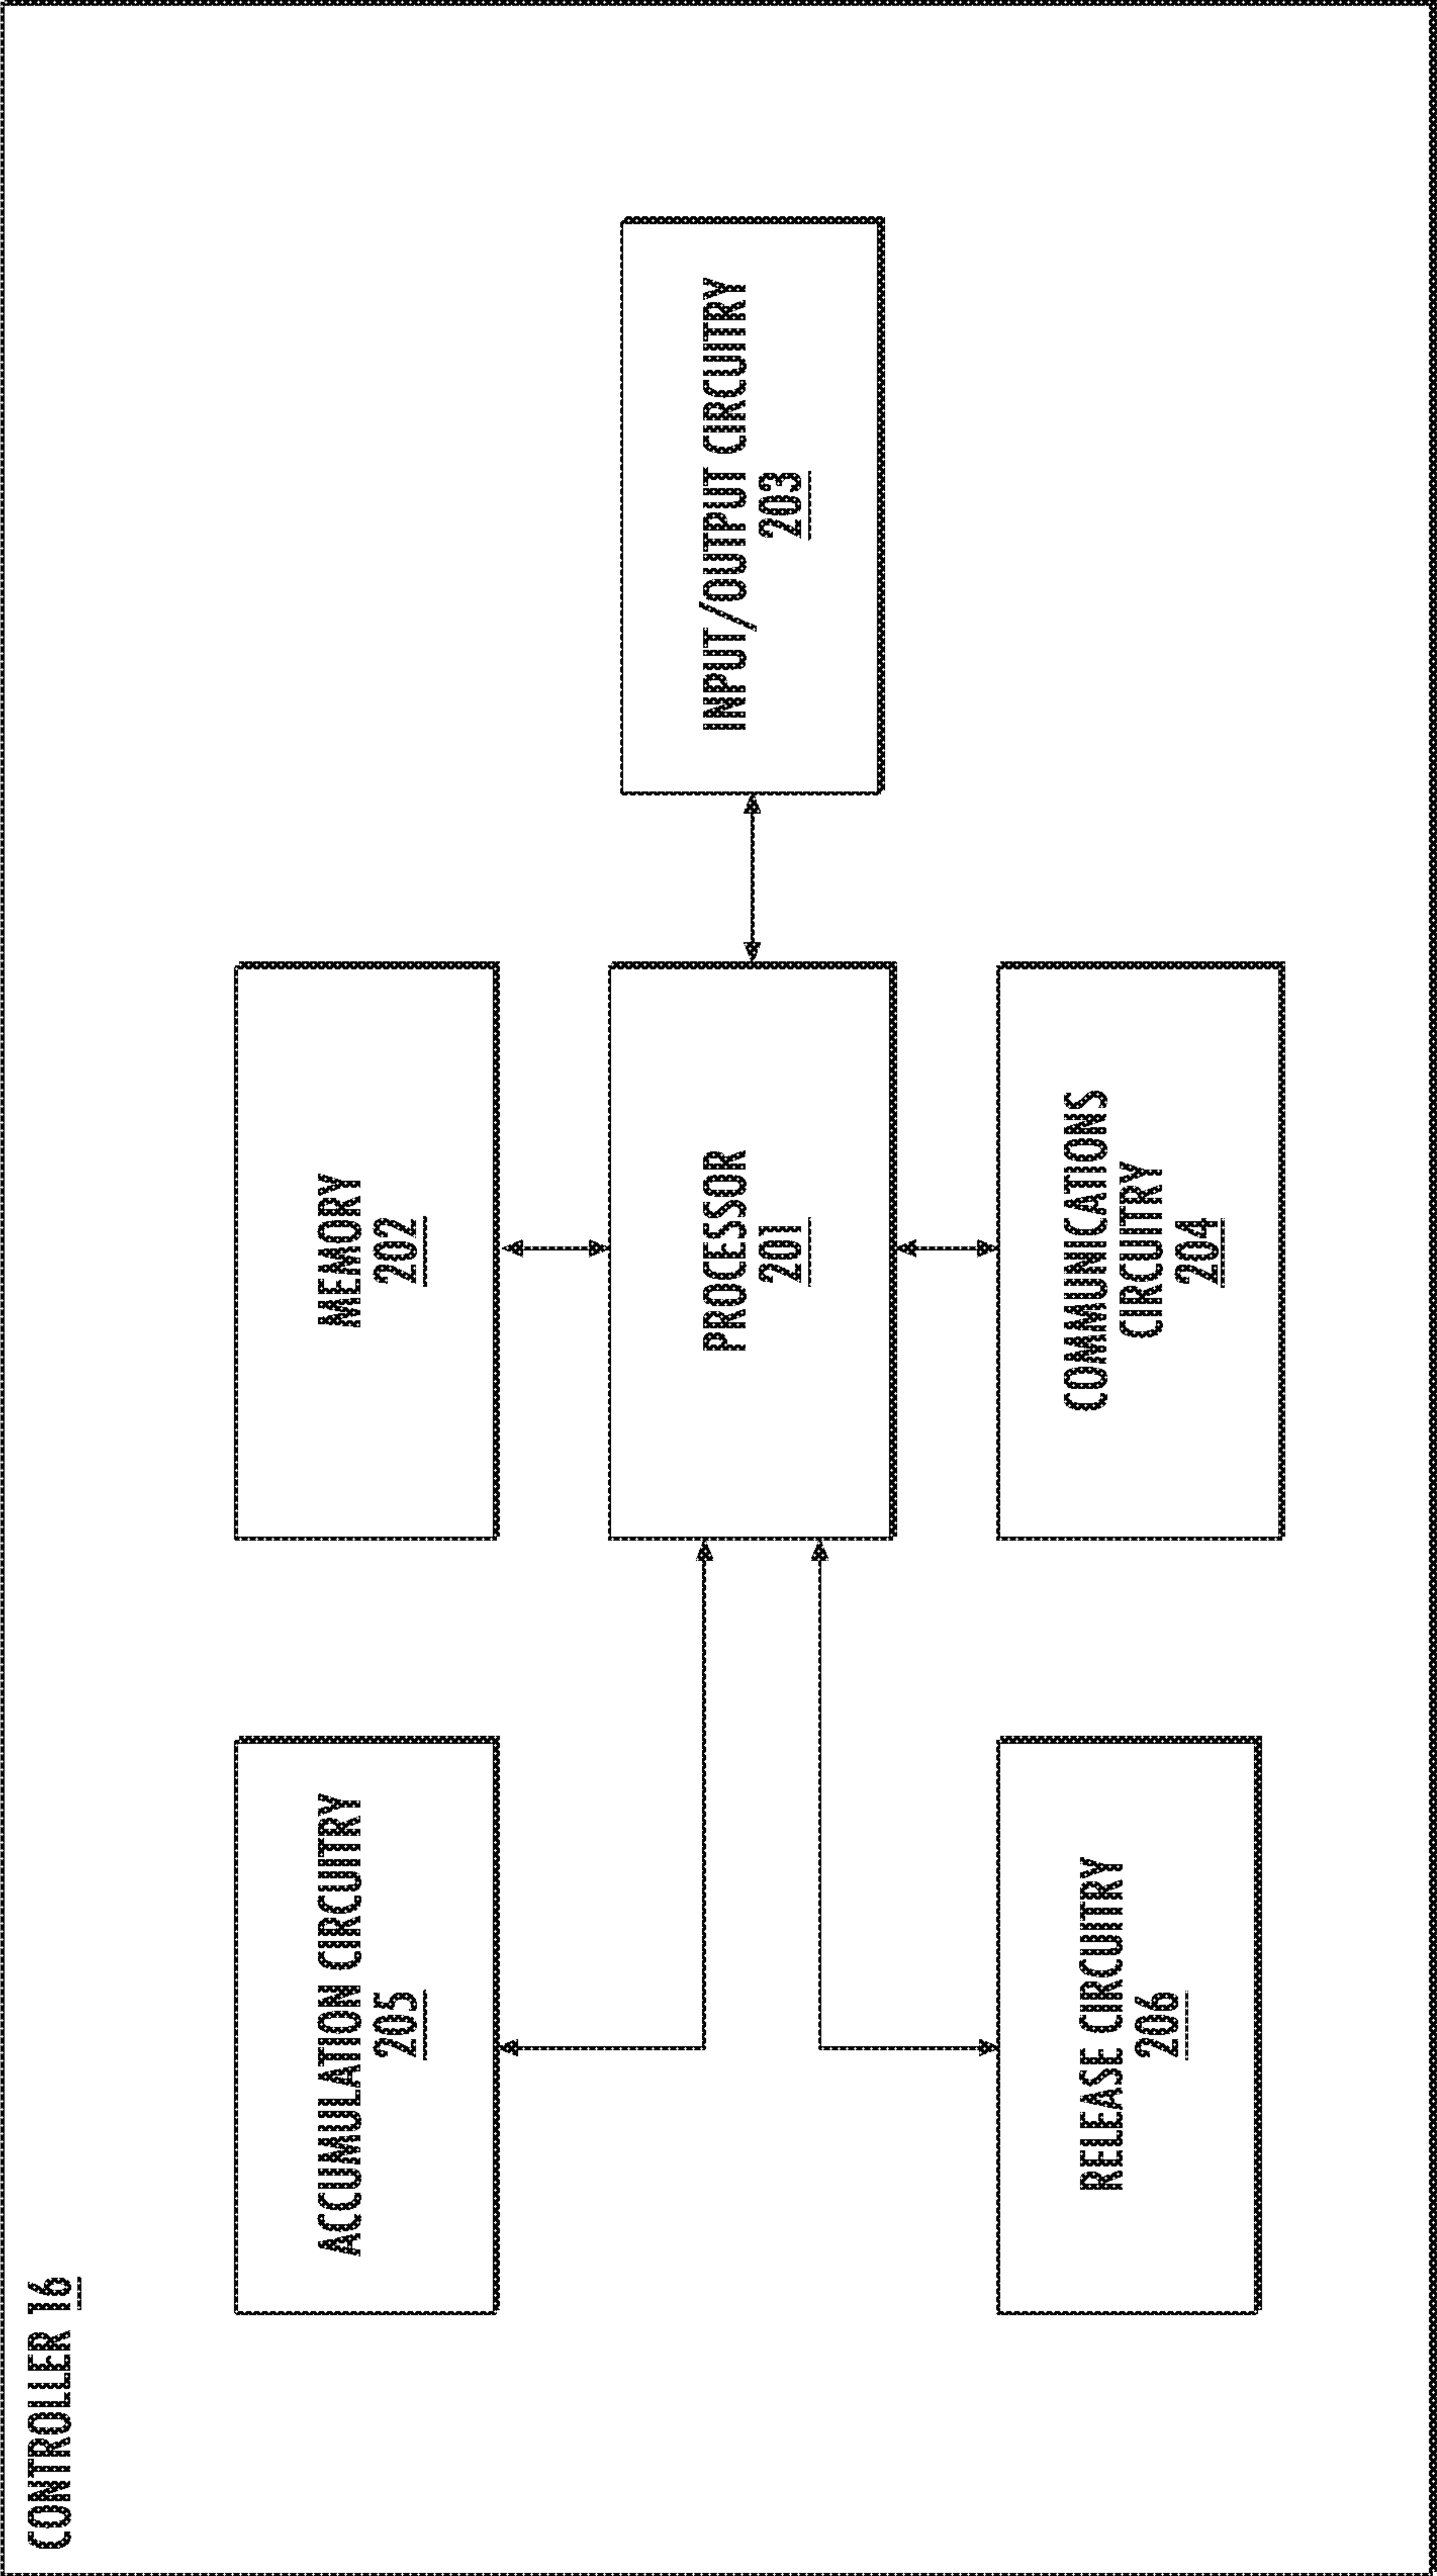 CONTROLLER 16
MEMORY
202
ACCUMULATION CIRCUITRY
205
PROCESSOR
201
INPUT/OUTPUT CIRCUITRY
203
RELEASE CIRCUITRY
206
COMMUNICATIONS
CIRCUITRY
204